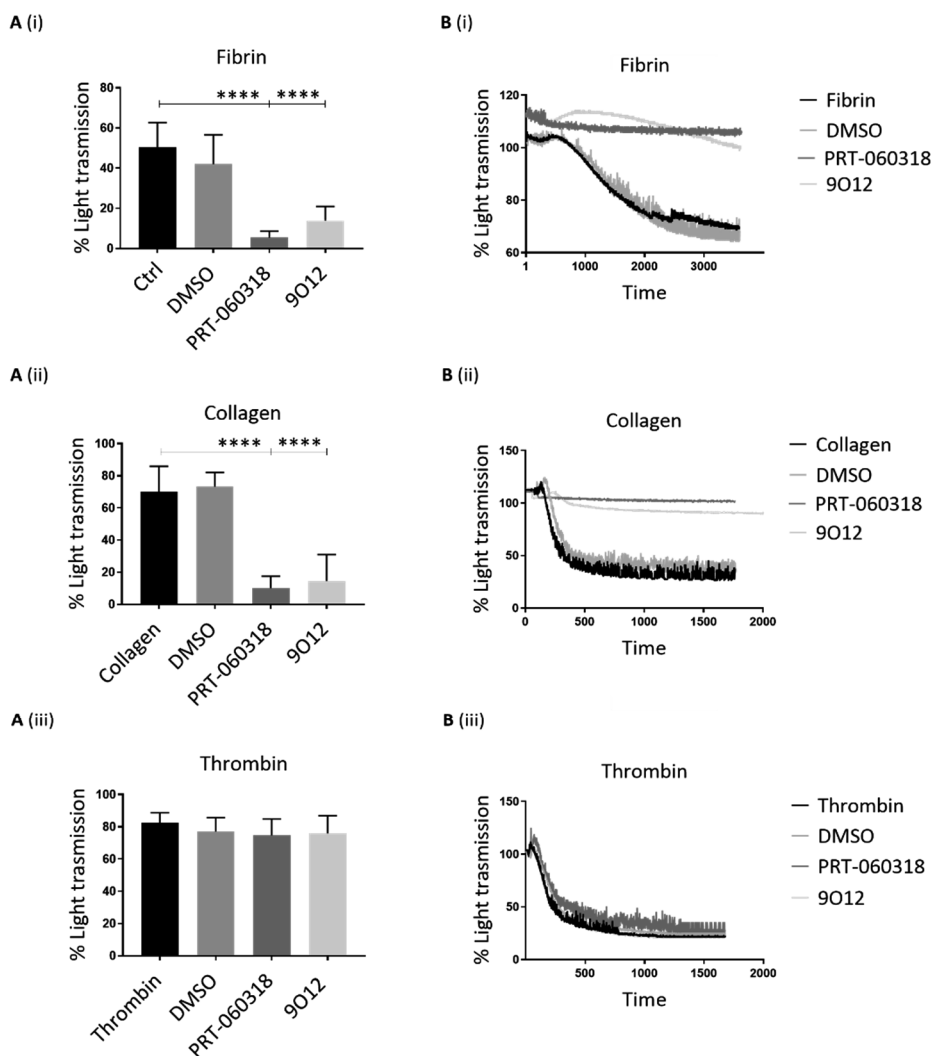 A (i)
Fibrin
**** ****
% Light trasmission
80
60
40
20
0
Ctrl
DMSO
PRT-060318
9O12
B (i)
Fibrin
% Light trasmission
120
100
80
60
1 1000 2000 3000
Time
Fibrin
DMSO
PRT-060318
9O12
A (ii)
Collagen
**** ****
% Light trasmission
100
80
60
40
20
0
Collagen
DMSO
PRT-060318
9O12
B (ii)
Collagen
% Light trasmission
150
100
50
0
0 500 1000 1500 2000
Time
Collagen
DMSO
PRT-060318
9O12
A (iii)
Thrombin
% Light trasmission
100
80
60
40
20
0
Thrombin
DMSO
PRT-060318
9O12
B (iii)
Thrombin
% Light trasmission
150
100
50
0
500 1000 1500 2000
Time
Thrombin
DMSO
PRT-060318
9O12